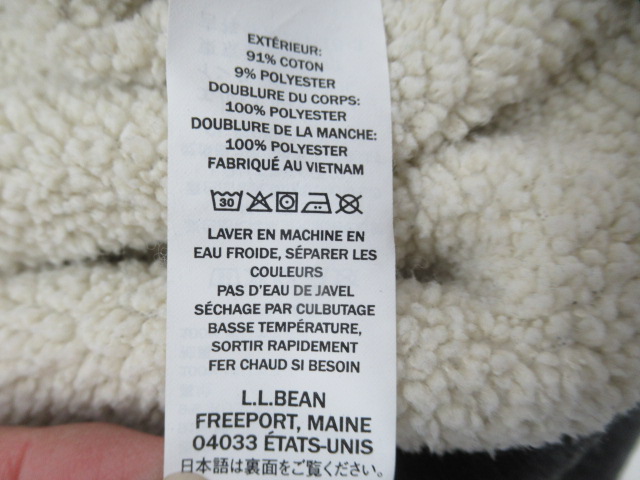 EXTÉRIEUR:
91% COTON
9% POLYESTER
DOUBLURE DU CORPS:
100% POLYESTER
DOUBLURE DE LA MANCHE:
100% POLYESTER
FABRIQUÉ AU VIETNAM
30
LAVER EN MACHINE EN
EAU FROIDE, SÉPARER LES
COULEURS
PAS D'EAU DE JAVEL
SÉCHAGE PAR CULBUTAGE
BASSE TEMPÉRATURE,
SORTIR RAPIDEMENT
FER CHAUD SI BESOIN
L.L.BEAN
FREEPORT, MAINE
04033 ÉTATS-UNIS
日本語は裏面をご覧ください。